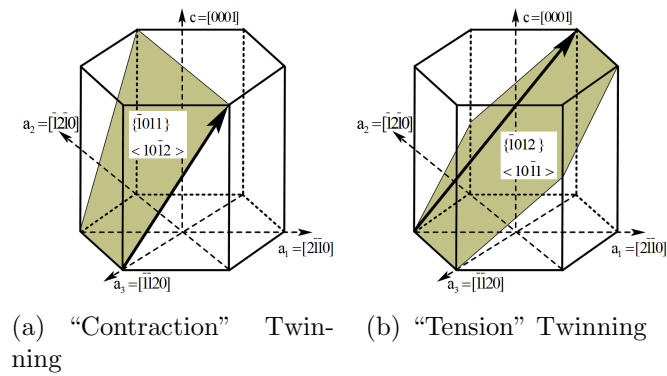 c=[0001]
a₂=[1̄21̄0]
{1̄011}
<101̄2>
a₁=[21̄1̄0]
a₃=[1̄1̄20]
(a) “Contraction” Twin-
ning
c=[0001]
a₂=[1̄21̄0]
{1̄012}
<101̄1>
a₁=[21̄1̄0]
a₃=[1̄1̄20]
(b) “Tension” Twinning